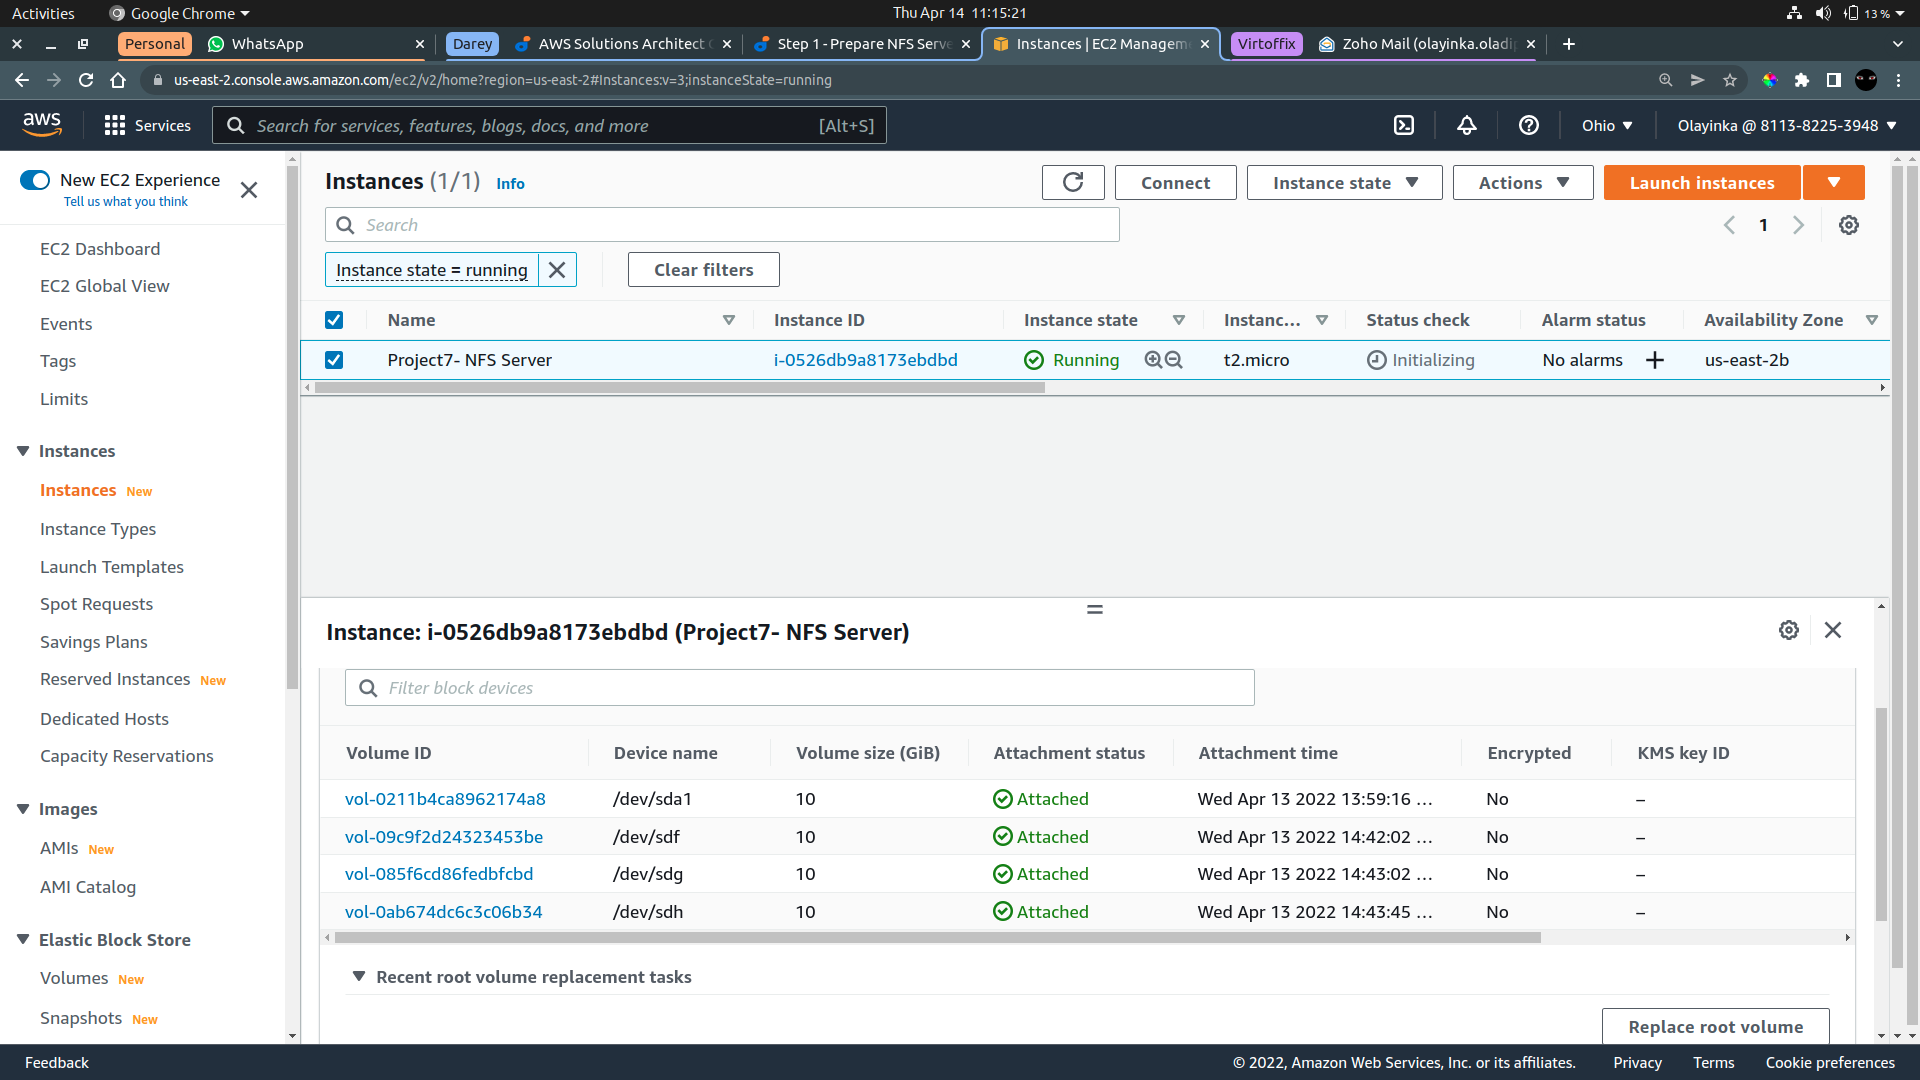 Activities Google Chrome Thu Apr 14 11:15:21 13 %
Personal WhatsApp Darey AWS Solutions Architect Step 1 - Prepare NFS Serve Instances | EC2 Managem Virtoffix Zoho Mail (olayinka.oladi
us-east-2.console.aws.amazon.com/ec2/v2/home?region=us-east-2#Instances:v=3;instanceState=running
aws Services Search for services, features, blogs, docs, and more [Alt+S] Ohio Olayinka @ 8113-8225-3948
New EC2 Experience
Tell us what you think
EC2 Dashboard
EC2 Global View
Events
Tags
Limits
Instances
Instances New
Instance Types
Launch Templates
Spot Requests
Savings Plans
Reserved Instances New
Dedicated Hosts
Capacity Reservations
Images
AMIs New
AMI Catalog
Elastic Block Store
Volumes New
Snapshots New
Instances (1/1) Info Connect Instance state Actions Launch instances
Search 1
Instance state = running Clear filters
Name Instance ID Instance state Instanc... Status check Alarm status Availability Zone
Project7- NFS Server i-0526db9a8173ebdbd Running t2.micro Initializing No alarms us-east-2b
Instance: i-0526db9a8173ebdbd (Project7- NFS Server)
Filter block devices
Volume ID Device name Volume size (GiB) Attachment status Attachment time Encrypted KMS key ID
vol-0211b4ca8962174a8 /dev/sda1 10 Attached Wed Apr 13 2022 13:59:16 ... No –
vol-09c9f2d24323453be /dev/sdf 10 Attached Wed Apr 13 2022 14:42:02 ... No –
vol-085f6cd86fedbfcbd /dev/sdg 10 Attached Wed Apr 13 2022 14:43:02 ... No –
vol-0ab674dc6c3c06b34 /dev/sdh 10 Attached Wed Apr 13 2022 14:43:45 ... No –
Recent root volume replacement tasks
Replace root volume
Feedback © 2022, Amazon Web Services, Inc. or its affiliates. Privacy Terms Cookie preferences